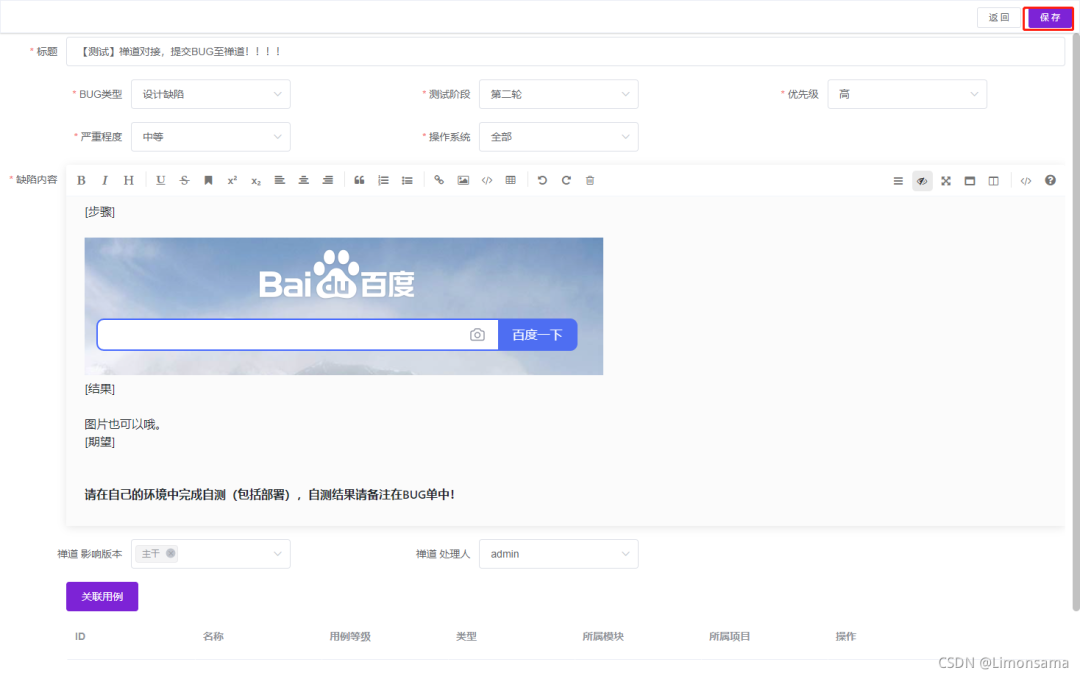 返回 保存
* 标题 【测试】禅道对接，提交BUG至禅道！！！！
* BUG类型 设计缺陷 * 测试阶段 第二轮 * 优先级 高
* 严重程度 中等 * 操作系统 全部
* 缺陷内容 B I H U S x² x₂
[步骤]
Bai du 百度
百度一下
[结果]
图片也可以哦。
[期望]
请在自己的环境中完成自测（包括部署），自测结果请备注在BUG单中！
禅道 影响版本 主干 禅道 处理人 admin
关联用例
ID 名称 用例等级 类型 所属模块 所属项目 操作
CSDN @Limonsama